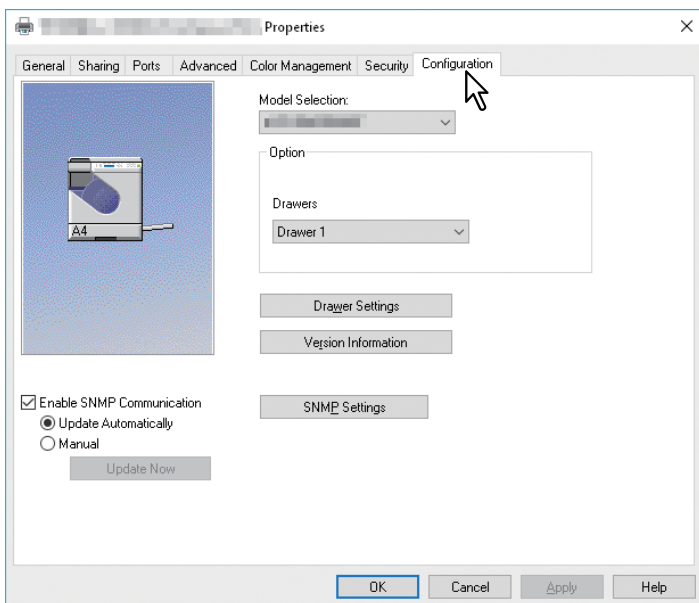 Properties
General Sharing Ports Advanced Color Management Security Configuration
Model Selection:
Option
Drawers
Drawer 1
A4
Drawer Settings
Version Information
Enable SNMP Communication
SNMP Settings
Update Automatically
Manual
Update Now
OK Cancel Apply Help